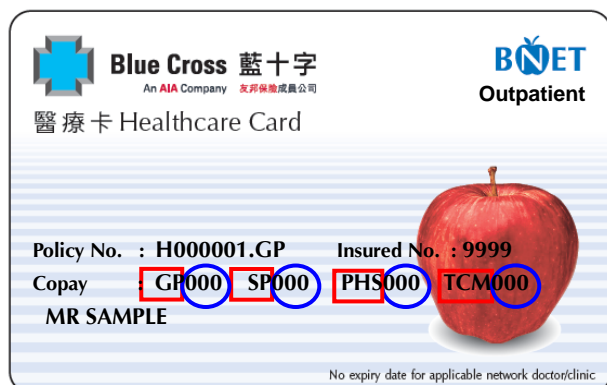 Blue Cross 藍十字
An AIA Company 友邦保險成員公司
BNET
Outpatient
醫療卡 Healthcare Card
Policy No. : H000001.GP Insured No. : 9999
Copay : GP000 SP000 PHS000 TCM000
MR SAMPLE
No expiry date for applicable network doctor/clinic